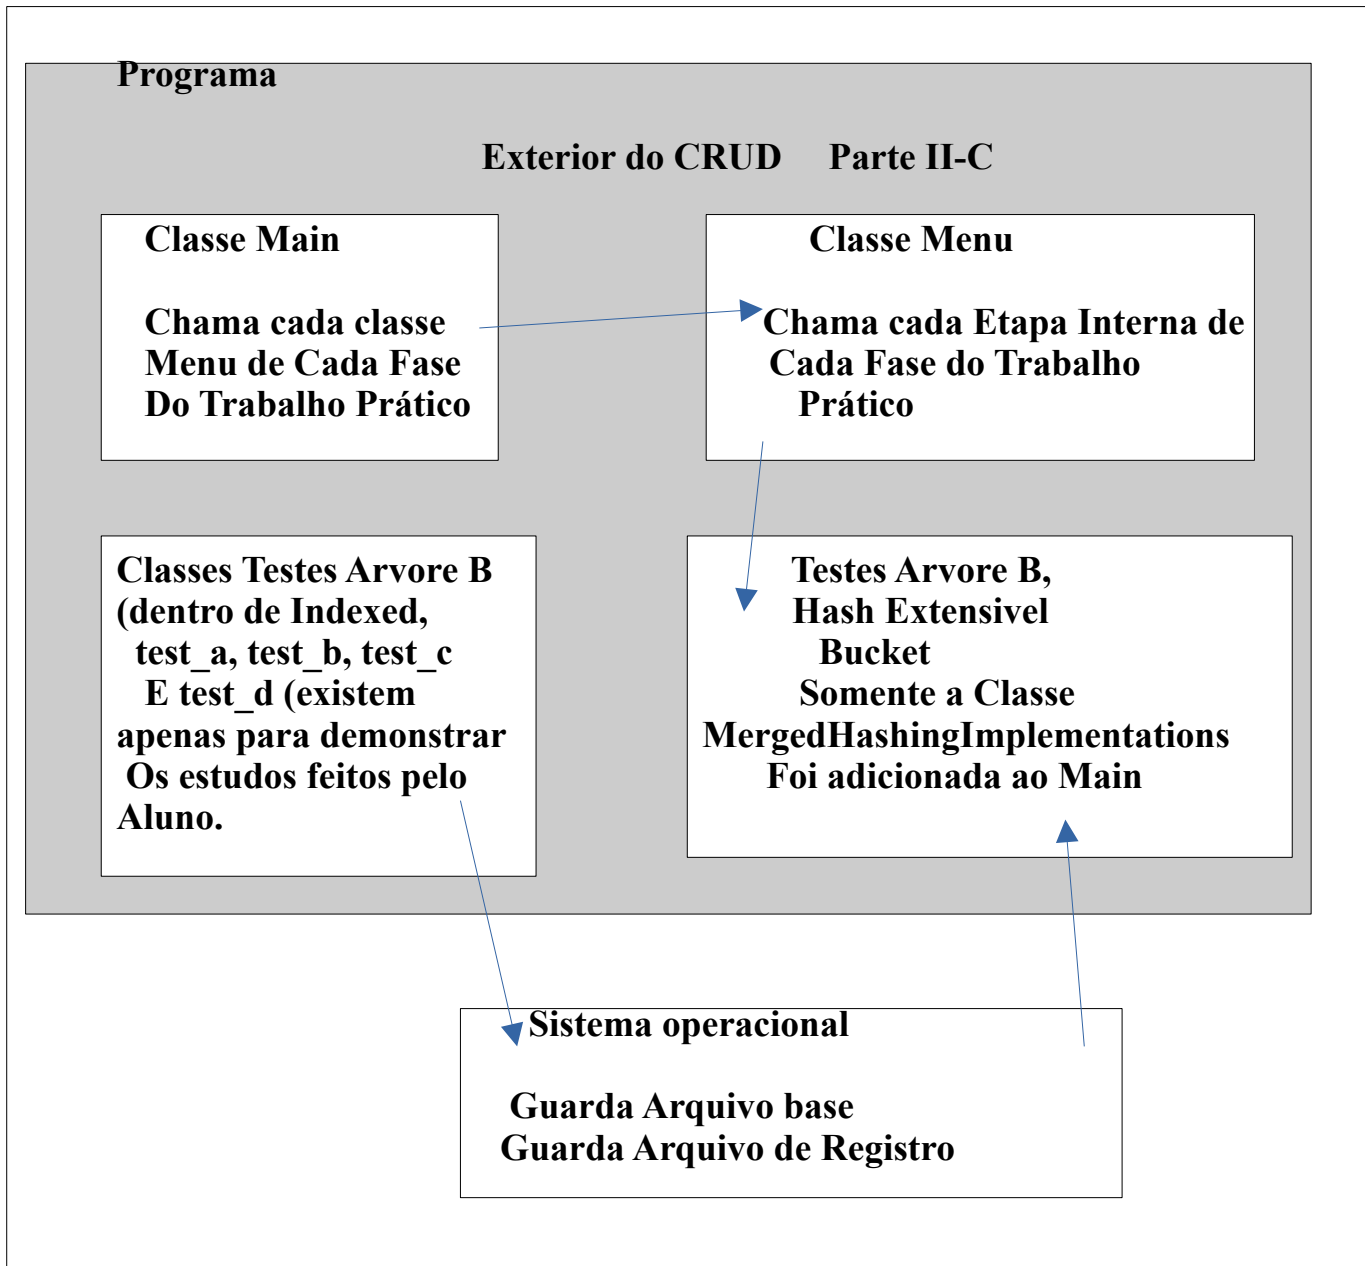 Programa
Exterior do CRUD Parte II-C
Classe Main
Chama cada classe
Menu de Cada Fase
Do Trabalho Prático
Classe Menu
Chama cada Etapa Interna de
Cada Fase do Trabalho
Prático
Classes Testes Arvore B
(dentro de Indexed,
test_a, test_b, test_c
E test_d (existem
apenas para demonstrar
Os estudos feitos pelo
Aluno.
Testes Arvore B,
Hash Extensivel
Bucket
Somente a Classe
MergedHashingImplementations
Foi adicionada ao Main
Sistema operacional
Guarda Arquivo base
Guarda Arquivo de Registro